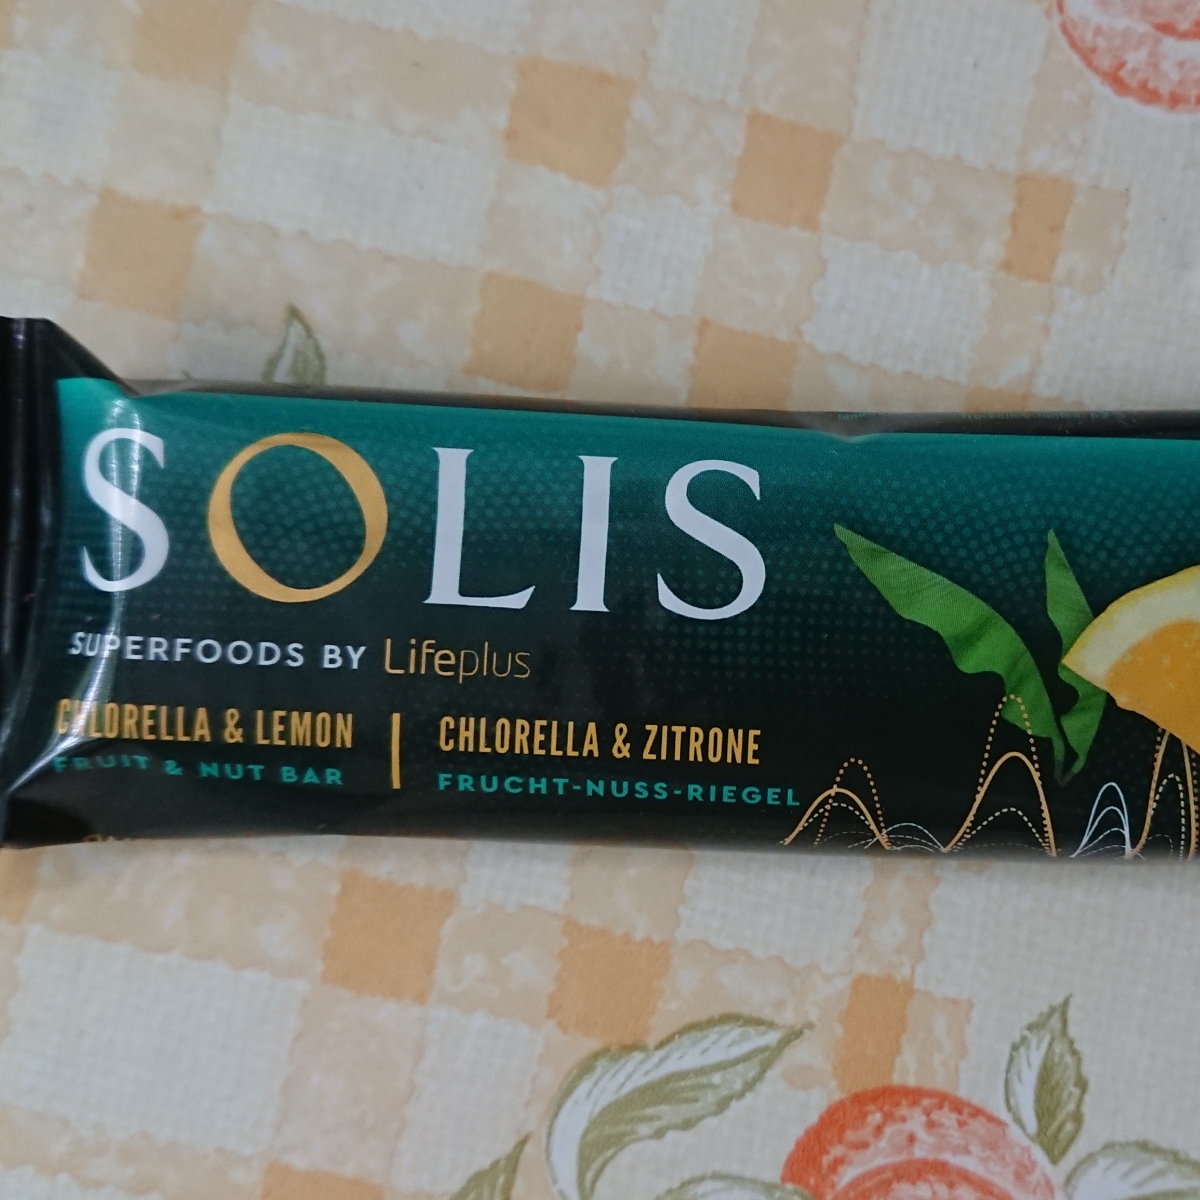 SOLIS
SUPERFOODS BY Lifeplus
CHLORELLA & LEMON
FRUIT & NUT BAR
CHLORELLA & ZITRONE
FRUCHT-NUSS-RIEGEL